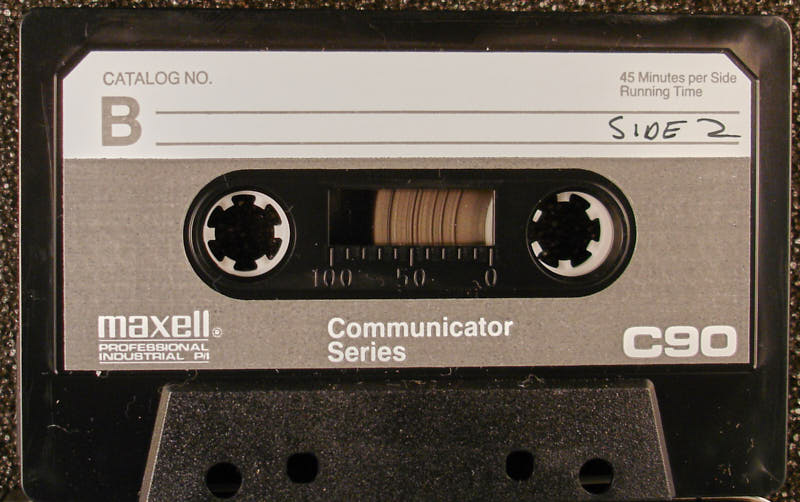 CATALOG NO.
45 Minutes per Side
Running Time
B
SIDE 2
100 50 0
maxell®
PROFESSIONAL
INDUSTRIAL P/I
Communicator
Series
C90